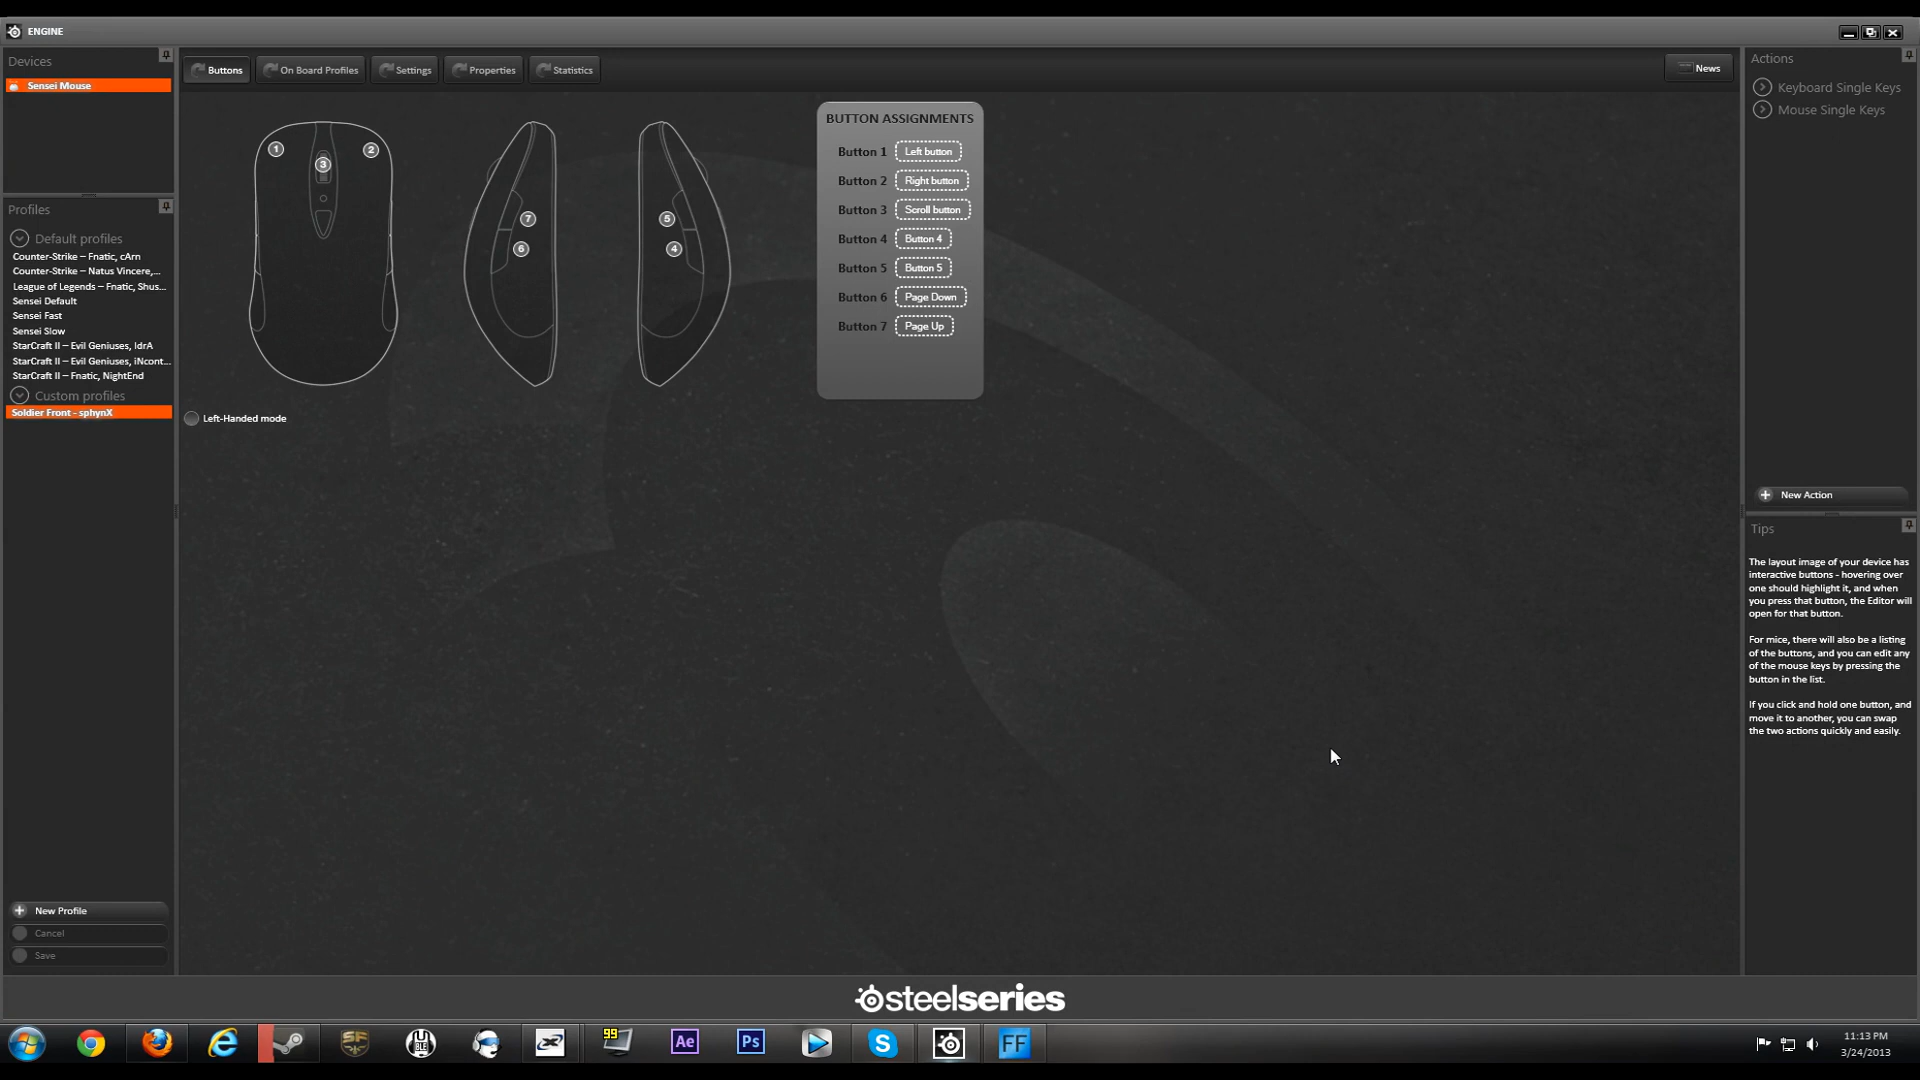 ENGINE
Devices
Sensei Mouse
Profiles
Default profiles
Counter-Strike – Fnatic, cArn
Counter-Strike – Natus Vincere,...
League of Legends – Fnatic, Shus...
Sensei Default
Sensei Fast
Sensei Slow
StarCraft II – Evil Geniuses, IdrA
StarCraft II – Evil Geniuses, iNcont...
StarCraft II – Fnatic, NightEnd
Custom profiles
Soldier Front - sphynX
New Profile
Cancel
Save
Buttons
On Board Profiles
Settings
Properties
Statistics
News
1
2
3
7
6
5
4
Left-Handed mode
BUTTON ASSIGNMENTS
Button 1 Left button
Button 2 Right button
Button 3 Scroll button
Button 4 Button 4
Button 5 Button 5
Button 6 Page Down
Button 7 Page Up
Actions
Keyboard Single Keys
Mouse Single Keys
New Action
Tips
The layout image of your device has
interactive buttons - hovering over
one should highlight it, and when
you press that button, the Editor will
open for that button.
For mice, there will also be a listing
of the buttons, and you can edit any
of the mouse keys by pressing the
button in the list.
If you click and hold one button, and
move it to another, you can swap
the two actions quickly and easily.
steelseries
SF
99
Ae
Ps
S
FF
11:13 PM
3/24/2013